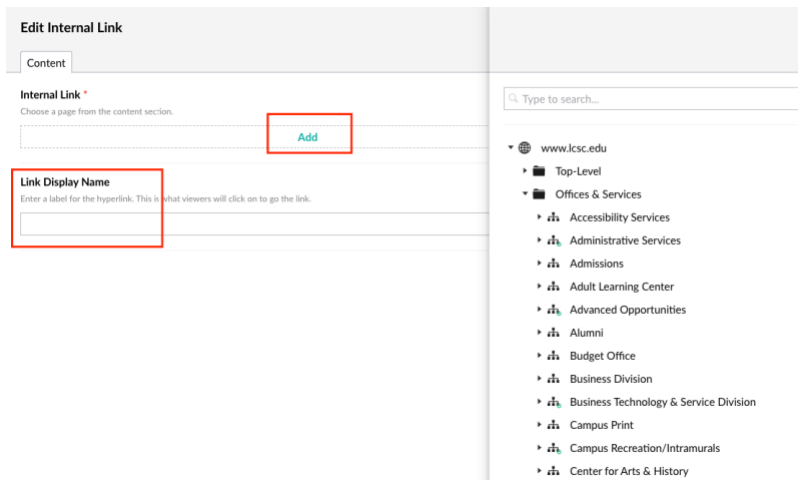 Edit Internal Link
Content
Internal Link *
Choose a page from the content section.
Add
Link Display Name
Enter a label for the hyperlink. This is what viewers will click on to go the link.
Type to search...
www.lcsc.edu
Top-Level
Offices & Services
Accessibility Services
Administrative Services
Admissions
Adult Learning Center
Advanced Opportunities
Alumni
Budget Office
Business Division
Business Technology & Service Division
Campus Print
Campus Recreation/Intramurals
Center for Arts & History